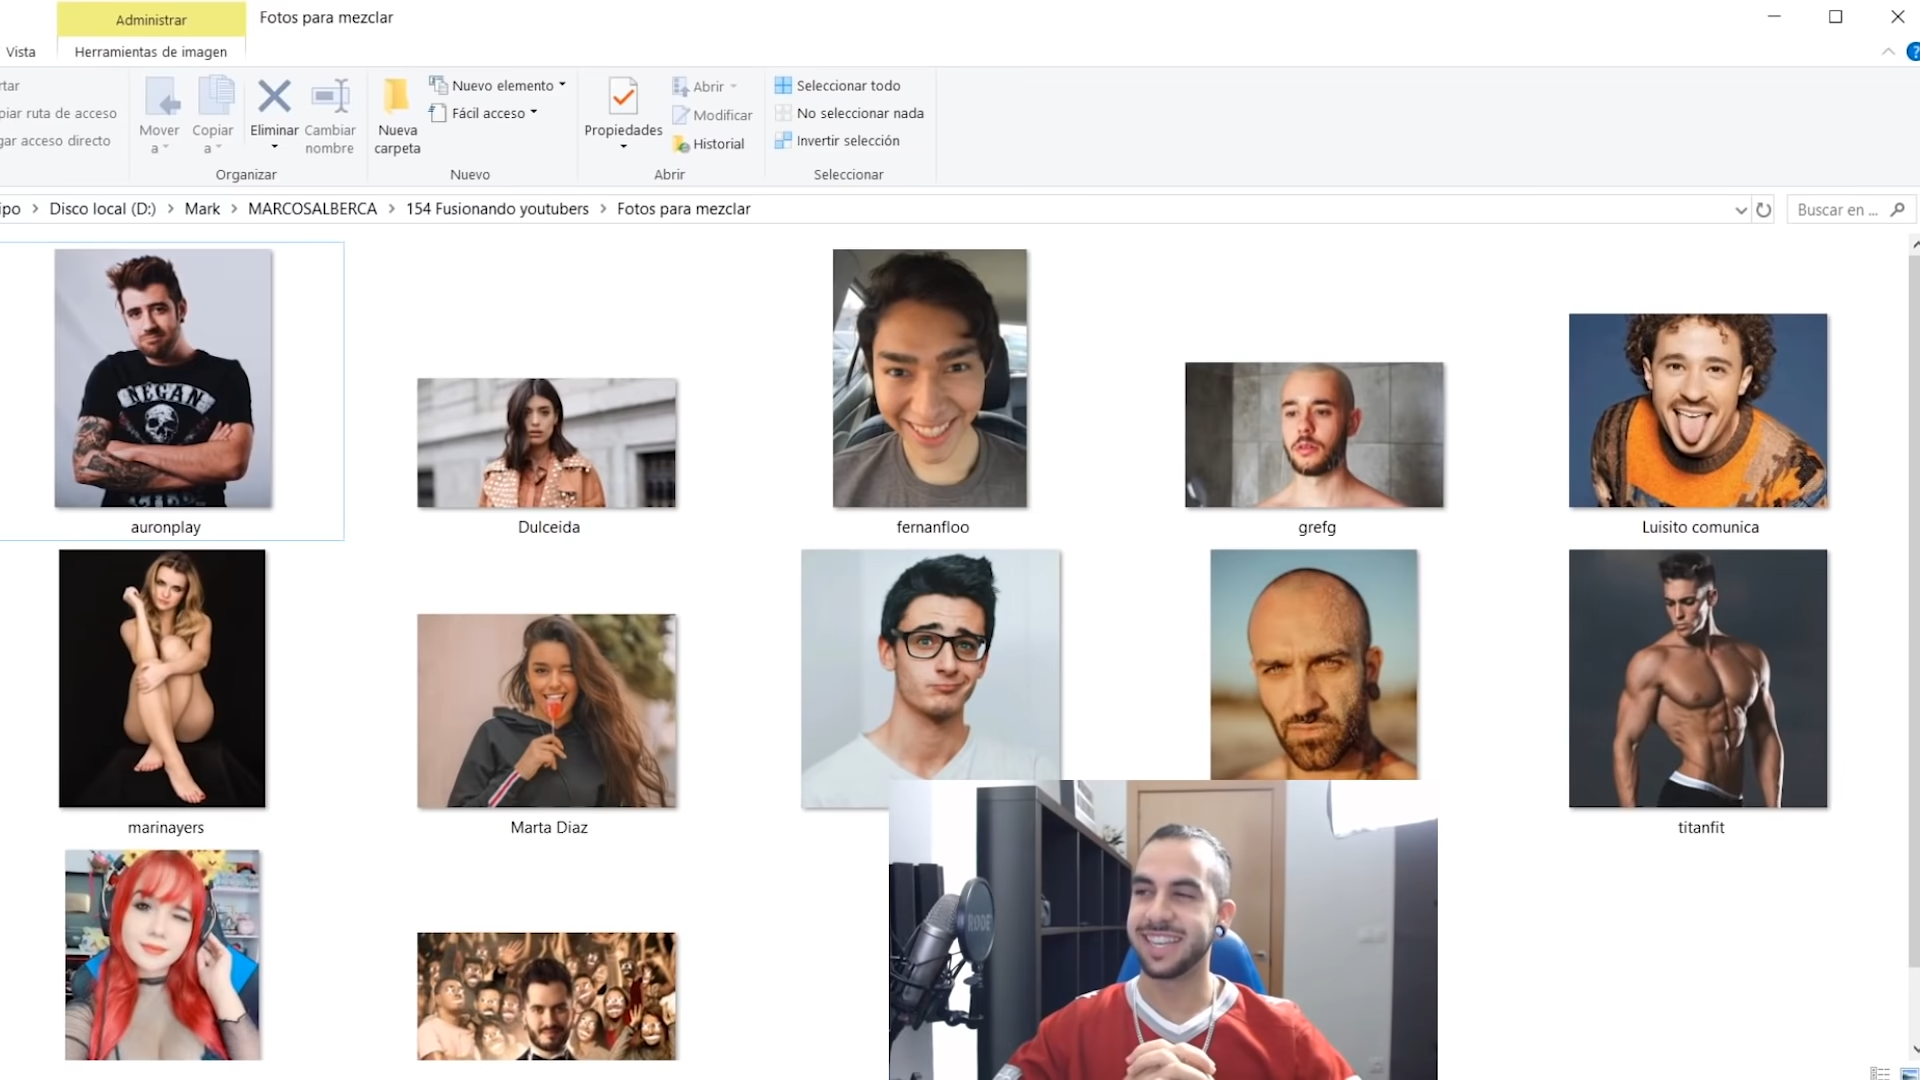 Administrar
Fotos para mezclar
Vista
Herramientas de imagen
rtar
piar ruta de acceso
gar acceso directo
Mover a
Copiar a
Eliminar
Cambiar nombre
Organizar
Nueva carpeta
Nuevo elemento
Fácil acceso
Nuevo
Propiedades
Abrir
Modificar
Historial
Abrir
Seleccionar todo
No seleccionar nada
Invertir selección
Seleccionar
ipo > Disco local (D:) > Mark > MARCOSALBERCA > 154 Fusionando youtubers > Fotos para mezclar
Buscar en ...
NEGAN
auronplay
Dulceida
fernanfloo
grefg
Luisito comunica
marinayers
Marta Diaz
titanfit
RODE